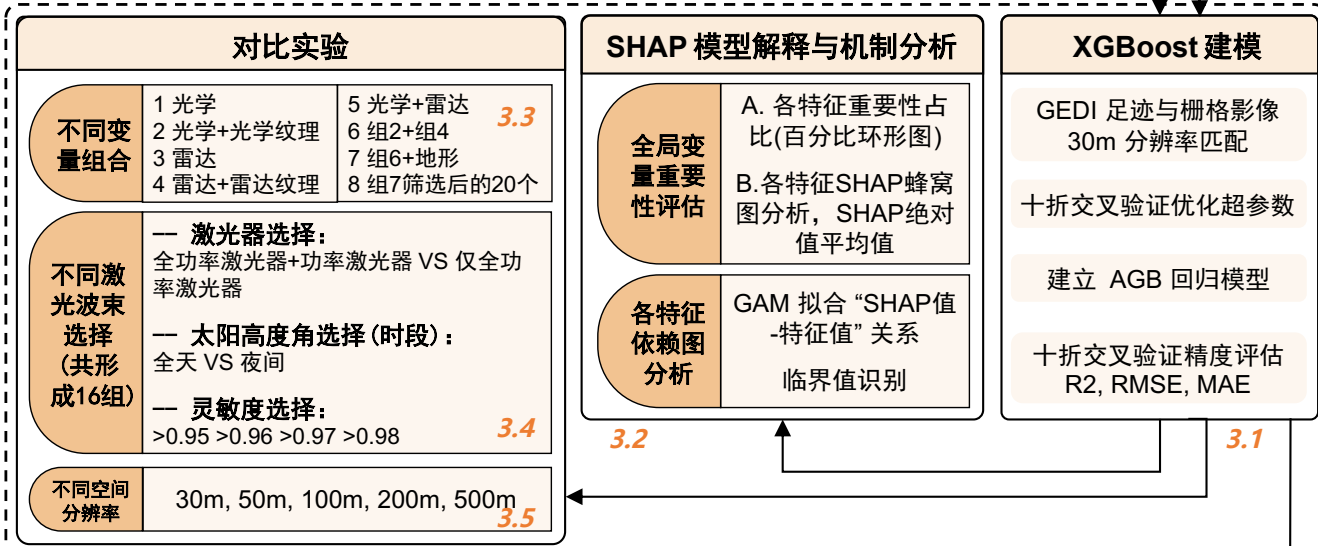 对比实验
不同变
量组合
1 光学
2 光学+光学纹理
3 雷达
4 雷达+雷达纹理
5 光学+雷达
6 组2+组4
7 组6+地形
8 组7筛选后的20个
3.3
不同激
光波束
选择
(共形
成16组)
— 激光器选择:
全功率激光器+功率激光器 VS 仅全功
率激光器
— 太阳高度角选择(时段):
全天 VS 夜间
— 灵敏度选择:
>0.95 >0.96 >0.97 >0.98
3.4
不同空间
分辨率
30m, 50m, 100m, 200m, 500m
3.5
SHAP 模型解释与机制分析
全局变
量重要
性评估
A. 各特征重要性占
比(百分比环形图)
B.各特征SHAP蜂窝
图分析，SHAP绝对
值平均值
各特征
依赖图
分析
GAM 拟合 “SHAP值
-特征值” 关系
临界值识别
3.2
XGBoost 建模
GEDI 足迹与栅格影像
30m 分辨率匹配
十折交叉验证优化超参数
建立 AGB 回归模型
十折交叉验证精度评估
R2, RMSE, MAE
3.1